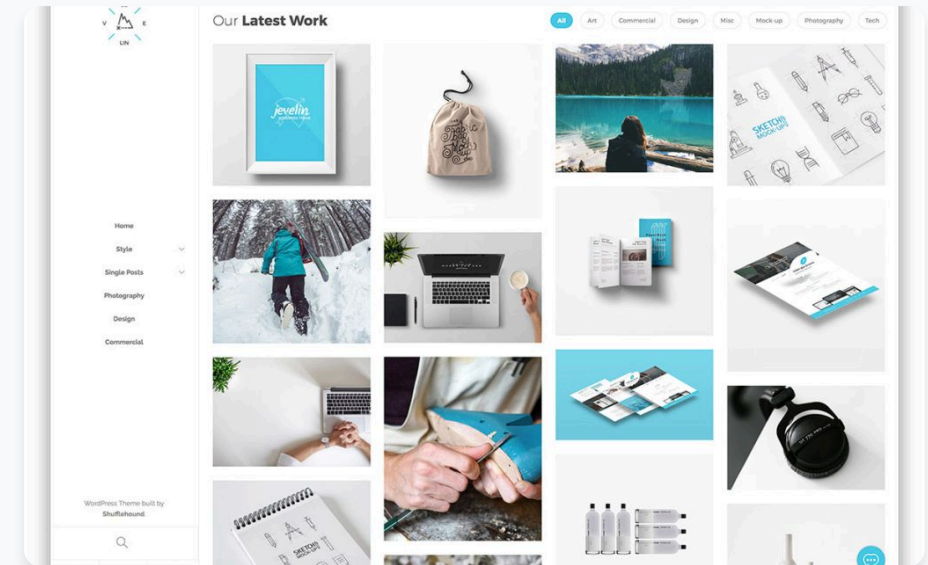 V E
LIN
Our Latest Work
All Art Commercial Design Misc Mock-up Photography Tech
jevelin
SKETCH
MOCK-UPS
Home
Style
Single Posts
Photography
Design
Commercial
SKETCH
MOCK-UPS
WordPress Theme built by
Shufflehound.